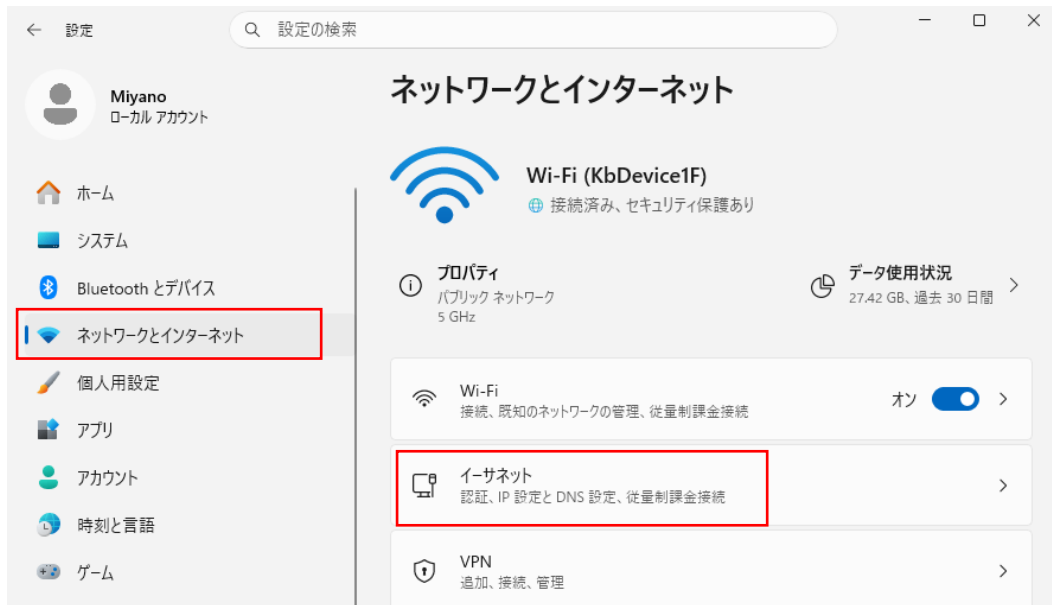 設定
設定の検索
Miyano
ローカル アカウント
ホーム
システム
Bluetooth とデバイス
ネットワークとインターネット
個人用設定
アプリ
アカウント
時刻と言語
ゲーム
ネットワークとインターネット
Wi-Fi (KbDevice1F)
接続済み、セキュリティ保護あり
プロパティ
パブリック ネットワーク
5 GHz
データ使用状況
27.42 GB、過去 30 日間
Wi-Fi
接続、既知のネットワークの管理、従量制課金接続
オン
イーサネット
認証、IP 設定と DNS 設定、従量制課金接続
VPN
追加、接続、管理